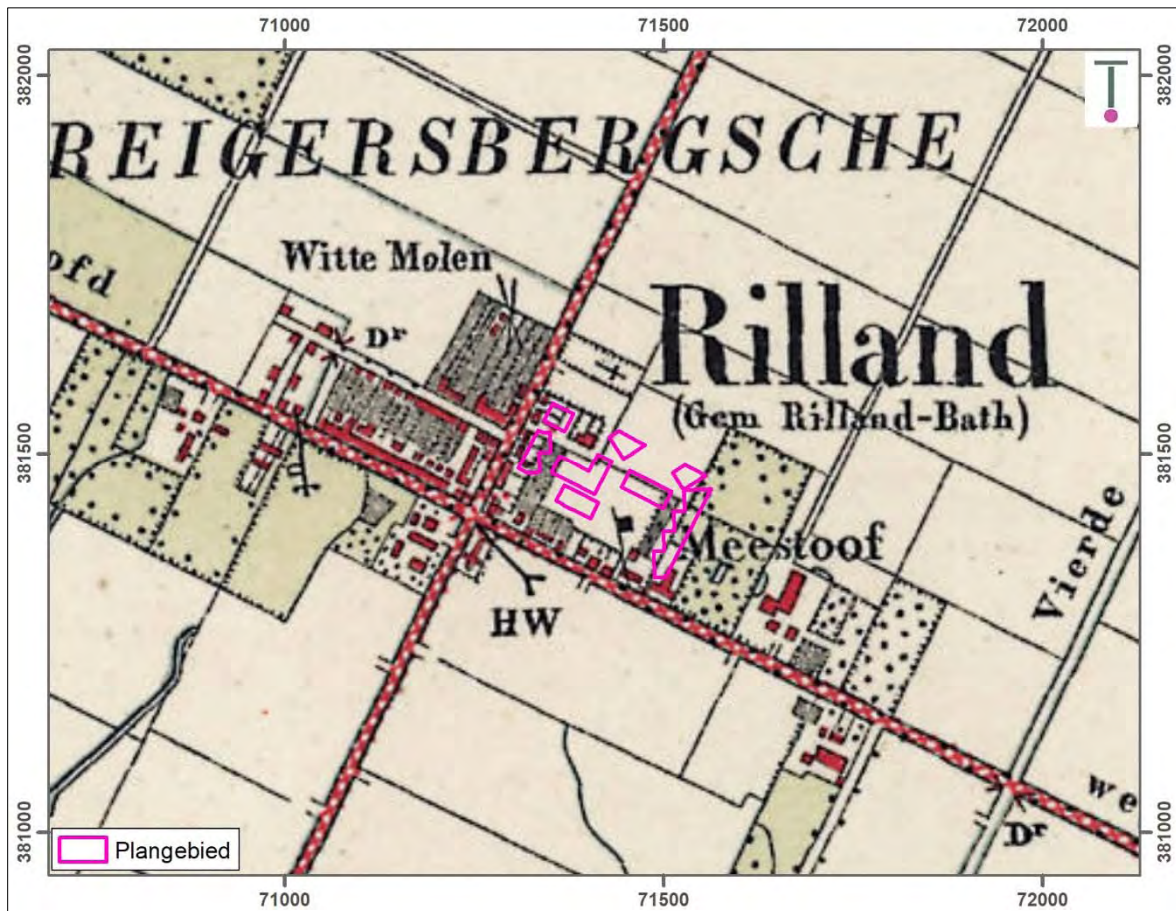 71000 71500 72000
382000 382000
REIGERSBERGSCHE
Witte Molen
ofd
Dr
Rilland
(Gem Rilland-Bath)
381500 381500
Meestoof
Vierde
HW
we
Dr
381000 381000
Plangebied
71000 71500 72000